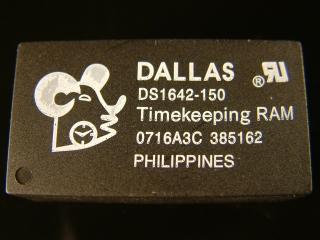 DALLAS ®
DS1642-150
Timekeeping RAM
0716A3C 385162
PHILIPPINES